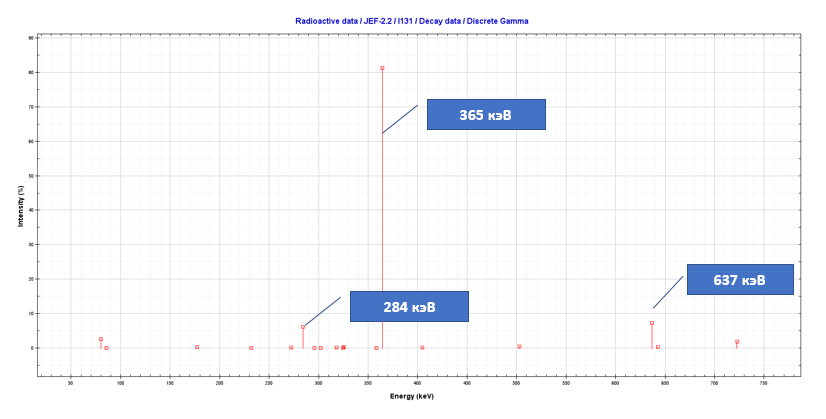 Radioactive data / JEF-2.2 / I131 / Decay data / Discrete Gamma
Intensity (%)
90
80
70
60
50
40
30
20
10
0
365 кэВ
637 кэВ
284 кэВ
50 100 150 200 250 300 350 400 450 500 550 600 650 700 750
Energy (keV)